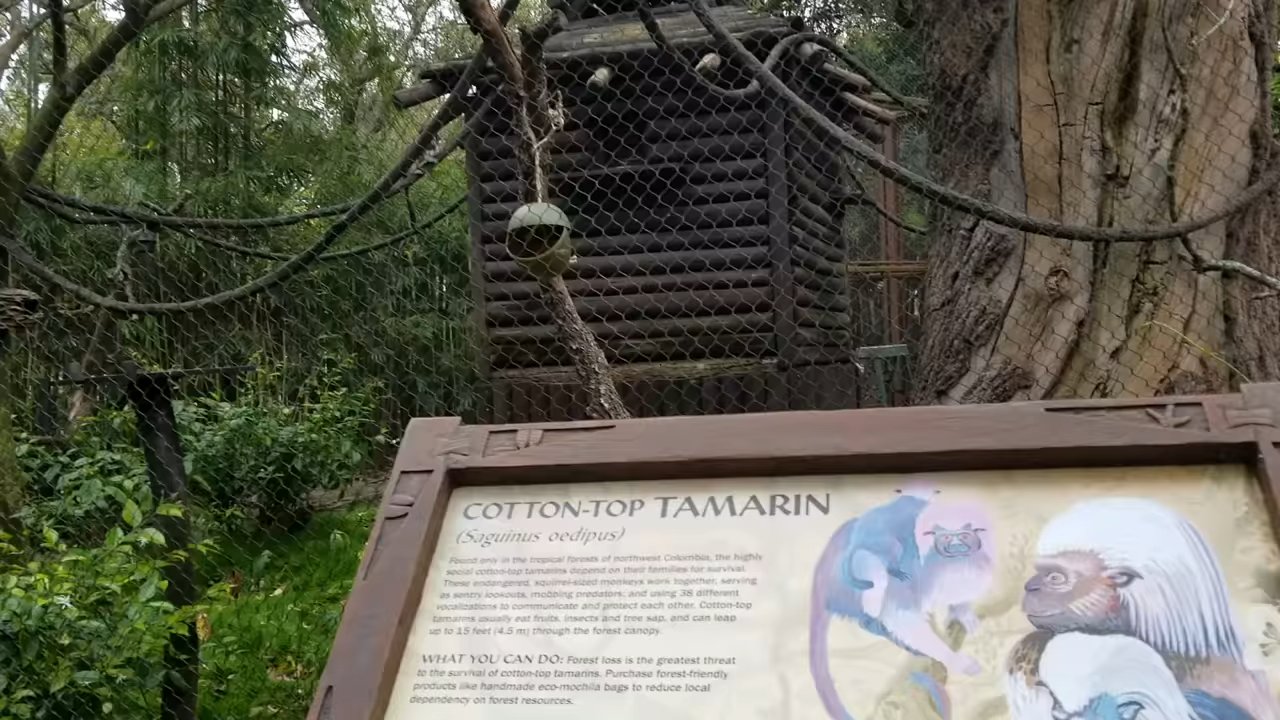 COTTON-TOP TAMARIN
(Saguinus oedipus)
Found only in the tropical forests of northwest Colombia, the highly
social cotton-top tamarins depend on their families for survival.
These endangered, squirrel-sized monkeys work together, serving
as sentry lookouts, mobbing predators, and using 38 different
vocalizations to communicate and protect each other. Cotton-top
tamarins usually eat fruits, insects and tree sap, and can leap
up to 15 feet (4.5 m) through the forest canopy.
WHAT YOU CAN DO: Forest loss is the greatest threat
to the survival of cotton-top tamarins. Purchase forest-friendly
products like handmade eco-mochila bags to reduce local
dependency on forest resources.